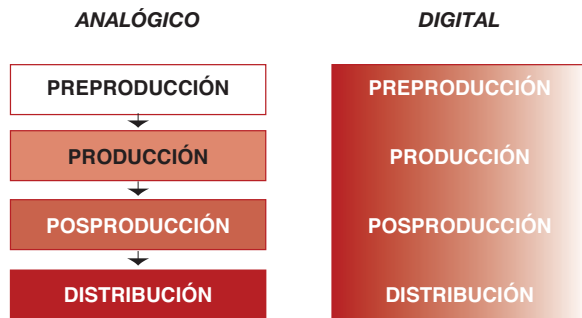 ANALÓGICO
DIGITAL
PREPRODUCCIÓN
PRODUCCIÓN
POSPRODUCCIÓN
DISTRIBUCIÓN
PREPRODUCCIÓN
PRODUCCIÓN
POSPRODUCCIÓN
DISTRIBUCIÓN